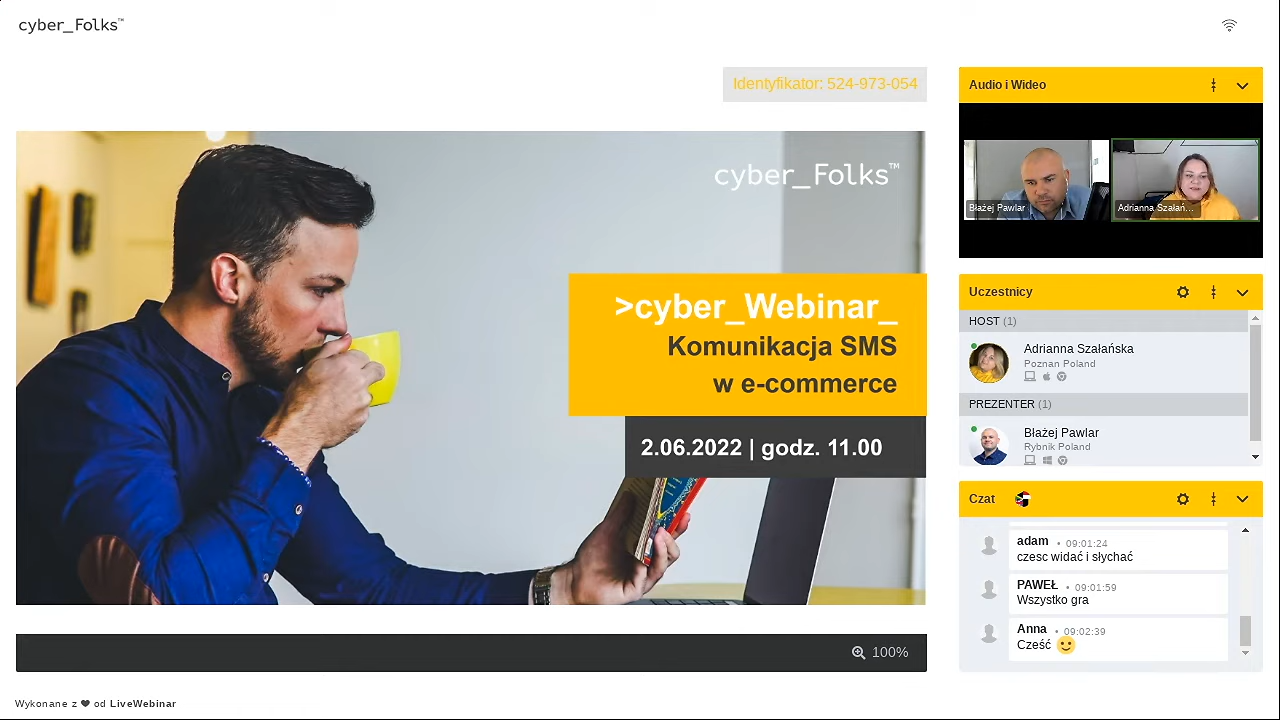 cyber_Folks™
Identyfikator: 524-973-054
cyber_Folks™
>cyber_Webinar_
Komunikacja SMS
w e-commerce
2.06.2022 | godz. 11.00
100%
Wykonane z ❤ od LiveWebinar
Audio i Wideo
Błażej Pawlar
Adrianna Szałań...
Uczestnicy
HOST (1)
Adrianna Szałańska
Poznan Poland
PREZENTER (1)
Błażej Pawlar
Rybnik Poland
Czat
adam • 09:01:24
czesc widać i słychać
PAWEŁ • 09:01:59
Wszystko gra
Anna • 09:02:39
Cześć 🙂